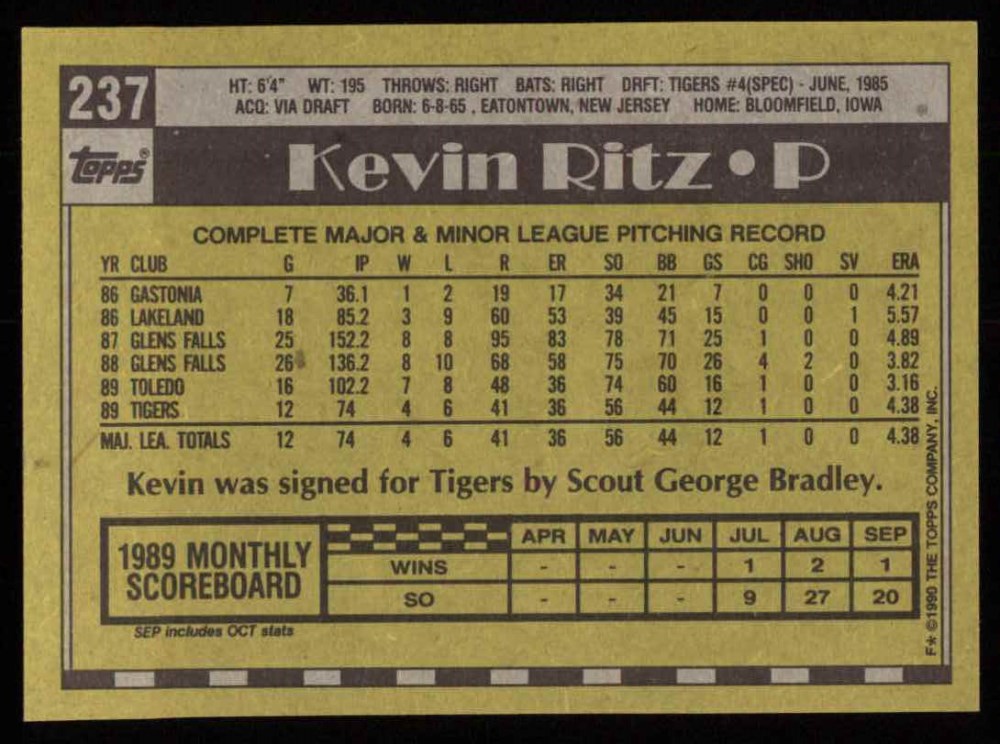 237
HT: 6'4" WT: 195 THROWS: RIGHT BATS: RIGHT DRFT: TIGERS #4(SPEC) - JUNE, 1985
ACQ: VIA DRAFT BORN: 6-8-65 , EATONTOWN, NEW JERSEY HOME: BLOOMFIELD, IOWA
topps®
Kevin Ritz • P
COMPLETE MAJOR & MINOR LEAGUE PITCHING RECORD
YR CLUB G IP W L R ER SO BB GS CG SHO SV ERA
86 GASTONIA 7 36.1 1 2 19 17 34 21 7 0 0 0 4.21
86 LAKELAND 18 85.2 3 9 60 53 39 45 15 0 0 1 5.57
87 GLENS FALLS 25 152.2 8 8 95 83 78 71 25 1 0 0 4.89
88 GLENS FALLS 26 136.2 8 10 68 58 75 70 26 4 2 0 3.82
89 TOLEDO 16 102.2 7 8 48 36 74 60 16 1 0 0 3.16
89 TIGERS 12 74 4 6 41 36 56 44 12 1 0 0 4.38
MAJ. LEA. TOTALS 12 74 4 6 41 36 56 44 12 1 0 0 4.38
Kevin was signed for Tigers by Scout George Bradley.
1989 MONTHLY
SCOREBOARD
APR MAY JUN JUL AUG SEP
WINS - - - 1 2 1
SO - - - 9 27 20
SEP includes OCT stats
F* ©1990 THE TOPPS COMPANY, INC.